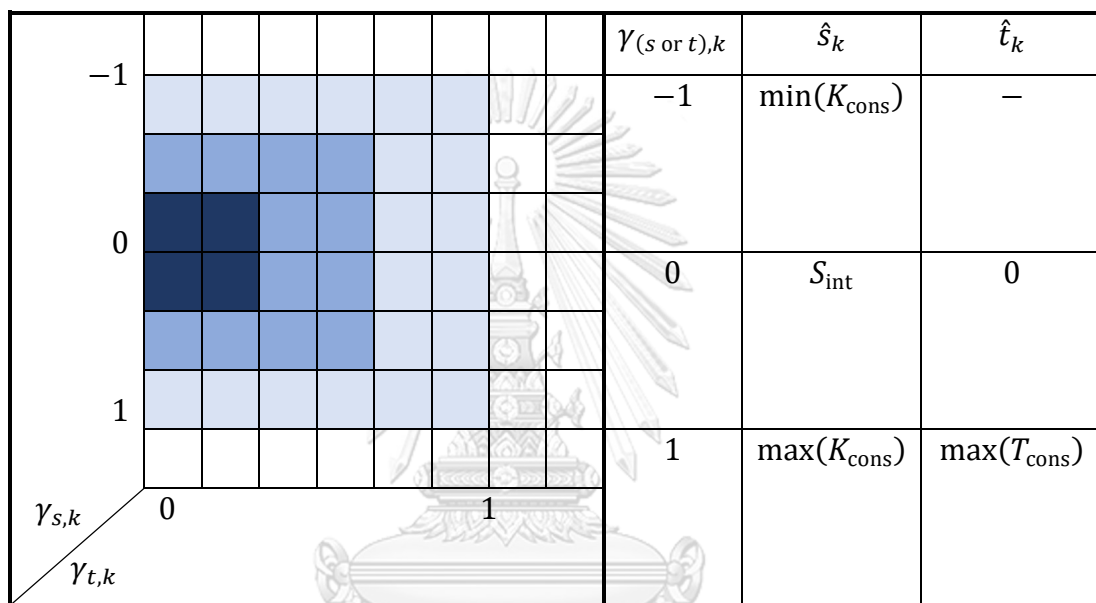 γ₍s or t₎,k ŝk t̂k
−1 −1 min(Kcons) −
0 0 Sint 0
1 1 max(Kcons) max(Tcons)
γs,k 0 1
γt,k